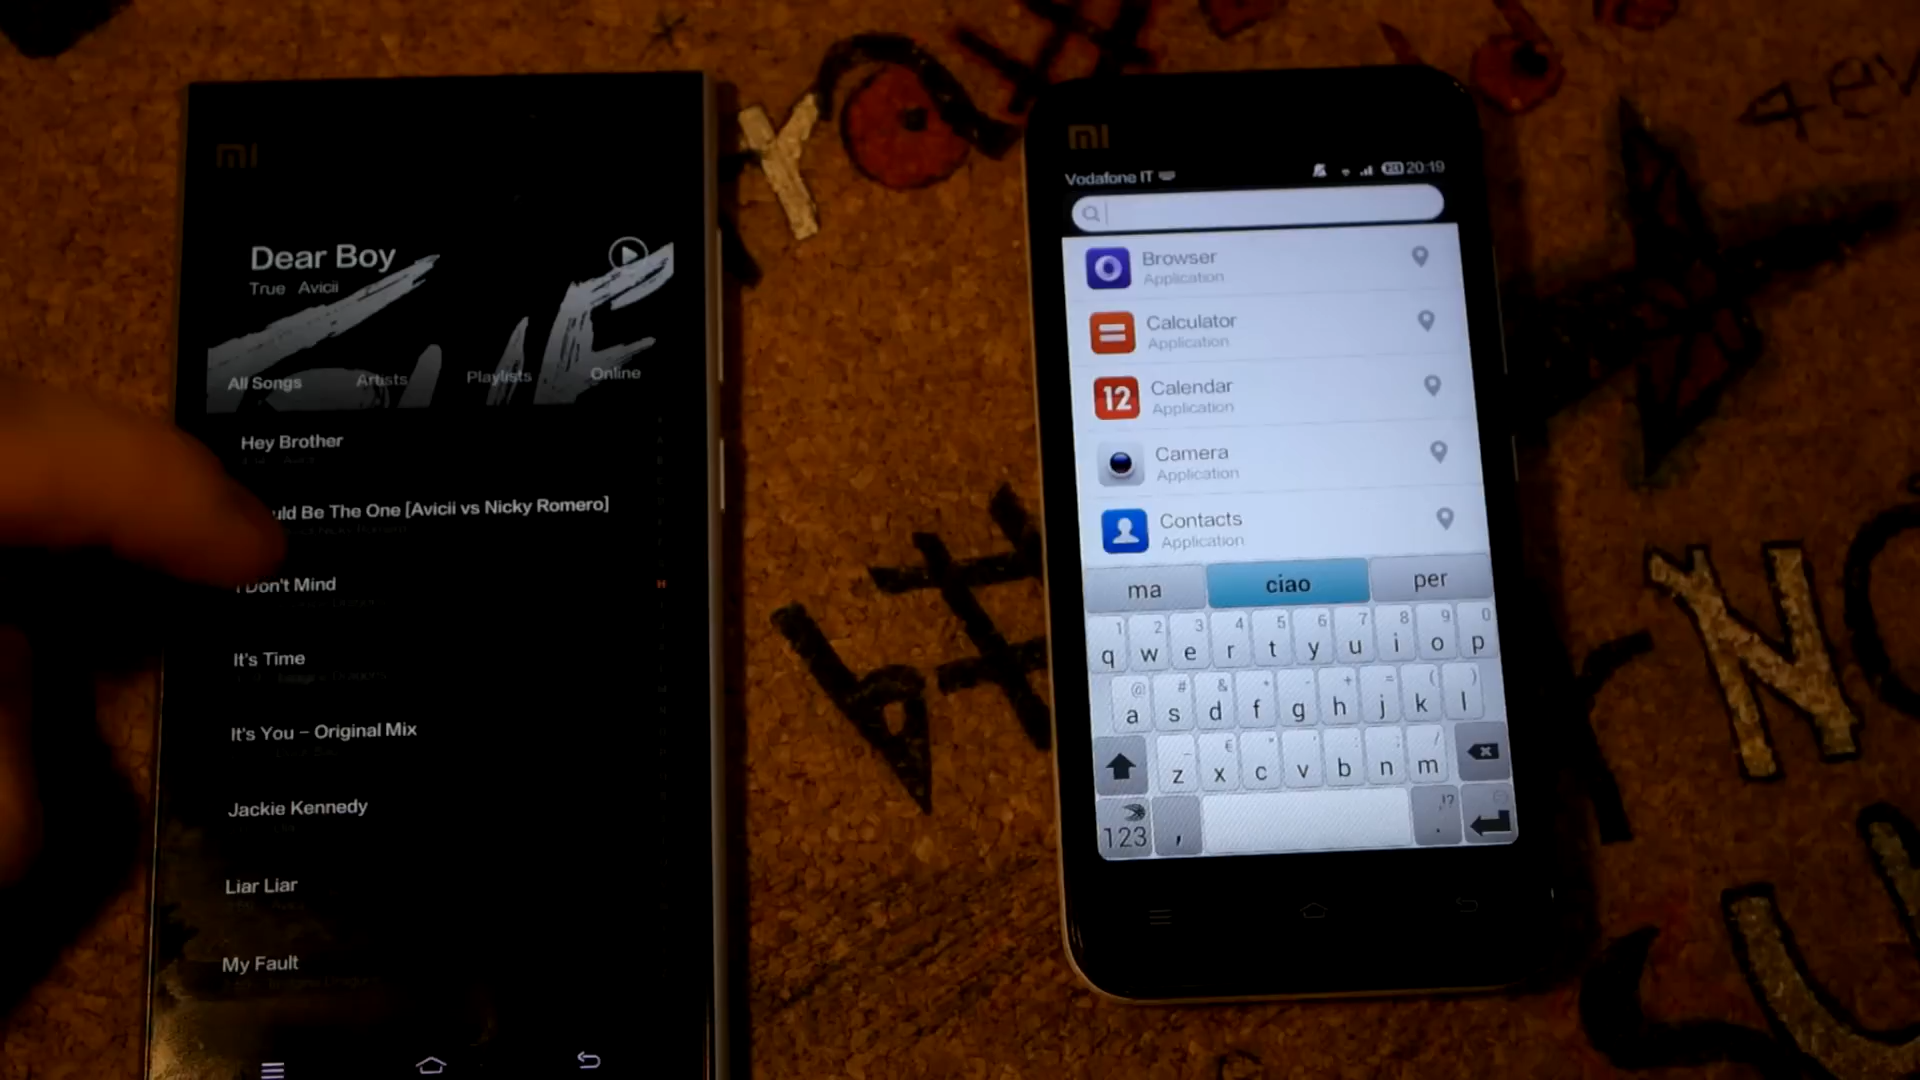 mi
Dear Boy
True Avicii
TRUE
All Songs Artists Playlists Online
Hey Brother
uld Be The One [Avicii vs Nicky Romero]
I Don't Mind
H
It's Time
It's You – Original Mix
Jackie Kennedy
Liar Liar
My Fault
mi
Vodafone IT 20:19
Browser
Application
Calculator
Application
12 Calendar
Application
Camera
Application
Contacts
Application
ma ciao per
1 2 3 4 5 6 7 8 9 0
q w e r t y u i o p
@ # & * - + = ( )
a s d f g h j k l
z x c v b n m
123 , . !?
Y
4ev
NO